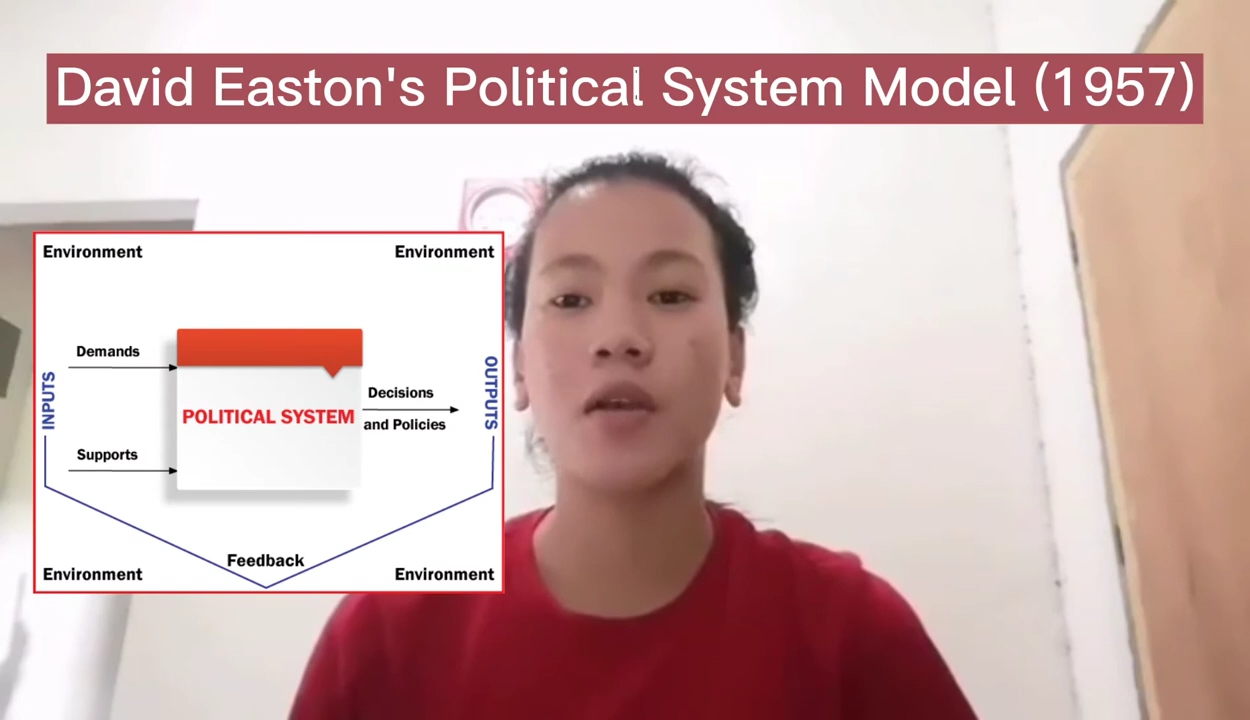 David Easton's Political System Model (1957)
Environment
Environment
Demands
INPUTS
POLITICAL SYSTEM
Decisions
and Policies
OUTPUTS
Supports
Feedback
Environment
Environment